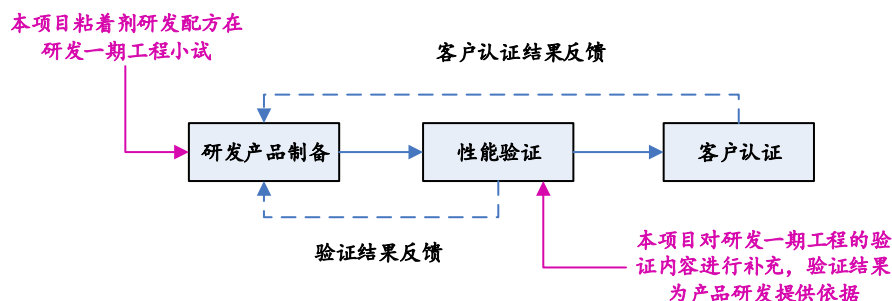 本项目粘着剂研发配方在
研发一期工程小试
客户认证结果反馈
研发产品制备
性能验证
客户认证
验证结果反馈
本项目对研发一期工程的验
证内容进行补充，验证结果
为产品研发提供依据